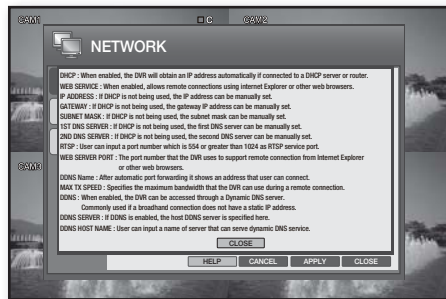 CAM1
C
CAM2
NETWORK
DHCP : When enabled, the DVR will obtain an IP address automatically if connected to a DHCP server or router.
WEB SERVICE : When enabled, allows remote connections using internet Explorer or other web browsers.
IP ADDRESS : If DHCP is not being used, the IP address can be manually set.
GATEWAY : If DHCP is not being used, the gateway IP address can be manually set.
SUBNET MASK : If DHCP is not being used, the subnet mask can be manually set.
1ST DNS SERVER : If DHCP is not being used, the first DNS server can be manually set.
2ND DNS SERVER : If DHCP is not being used, the second DNS server can be manually set.
RTSP : User can input a port number which is 554 or greater than 1024 as RTSP service port.
WEB SERVER PORT : The port number that the DVR uses to support remote connection from Internet Explorer
or other web browsers.
DDNS Name : After automatic port forwarding it shows an address that user can connect.
MAX TX SPEED : Specifies the maximum bandwidth that the DVR can use during a remote connection.
DDNS : When enabled, the DVR can be accessed through a Dynamic DNS server.
Commonly used if a broadhand connection does not have a static IP address.
DDNS SERVER : If DDNS is enabled, the host DDNS server is specified here.
DDNS HOST NAME : User can input a name of server that can serve dynamic DNS service.
CLOSE
CAM3
HELP CANCEL APPLY CLOSE